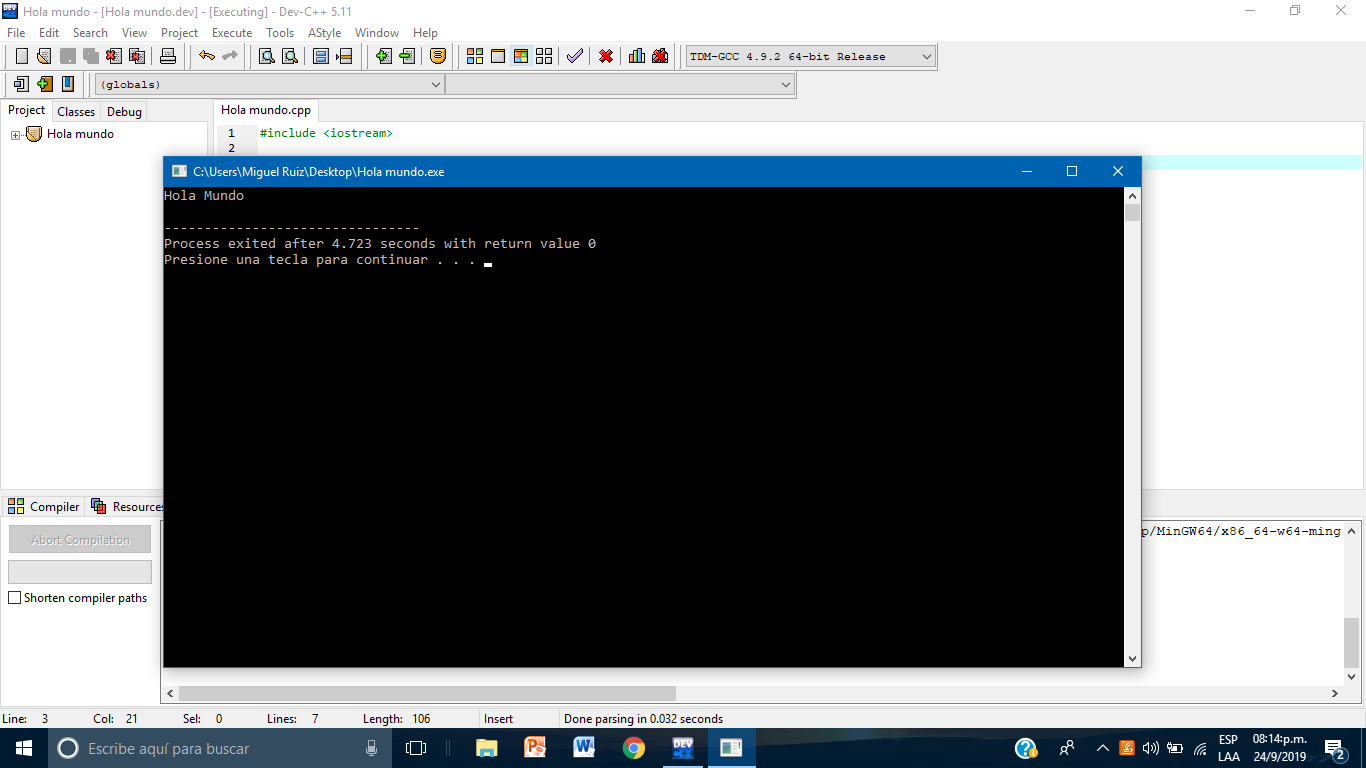 Hola mundo - [Hola mundo.dev] - [Executing] - Dev-C++ 5.11
File Edit Search View Project Execute Tools AStyle Window Help
TDM-GCC 4.9.2 64-bit Release
(globals)
Project Classes Debug
Hola mundo.cpp
Hola mundo
1 #include <iostream>
2
C:\Users\Miguel Ruiz\Desktop\Hola mundo.exe
Hola Mundo
--------------------------------
Process exited after 4.723 seconds with return value 0
Presione una tecla para continuar . . .
Compiler Resources
Abort Compilation
p/MinGW64/x86_64-w64-ming
Shorten compiler paths
Line: 3 Col: 21 Sel: 0 Lines: 7 Length: 106 Insert Done parsing in 0.032 seconds
Escribe aquí para buscar
DEV
ESP
LAA
08:14:p.m.
24/9/2019
2